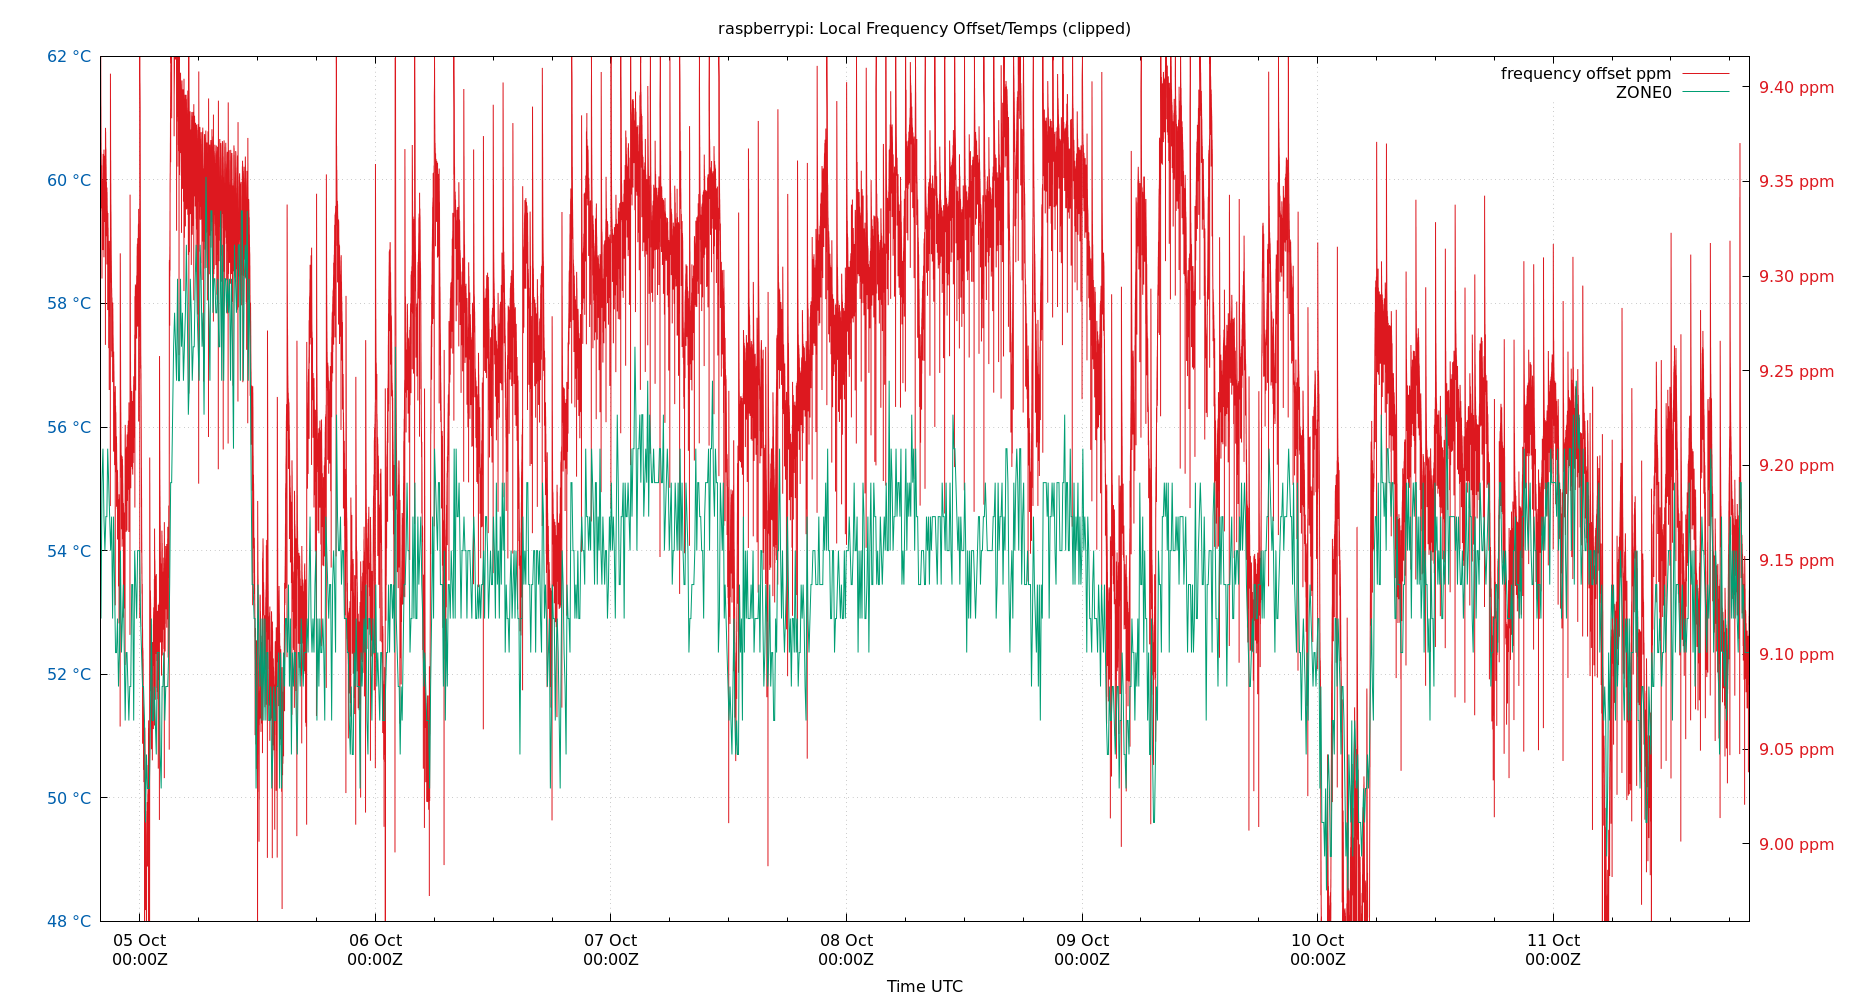 raspberrypi: Local Frequency Offset/Temps (clipped)
frequency offset ppm
ZONE0
62 °C
60 °C
58 °C
56 °C
54 °C
52 °C
50 °C
48 °C
9.40 ppm
9.35 ppm
9.30 ppm
9.25 ppm
9.20 ppm
9.15 ppm
9.10 ppm
9.05 ppm
9.00 ppm
05 Oct
00:00Z
06 Oct
00:00Z
07 Oct
00:00Z
08 Oct
00:00Z
09 Oct
00:00Z
10 Oct
00:00Z
11 Oct
00:00Z
Time UTC